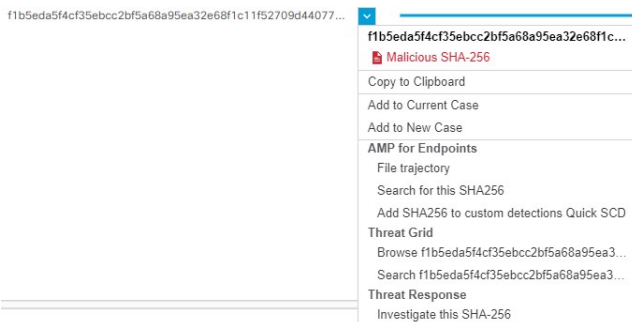 f1b5eda5f4cf35ebcc2bf5a68a95ea32e68f1c11f52709d44077...
f1b5eda5f4cf35ebcc2bf5a68a95ea32e68f1c...
Malicious SHA-256
Copy to Clipboard
Add to Current Case
Add to New Case
AMP for Endpoints
File trajectory
Search for this SHA256
Add SHA256 to custom detections Quick SCD
Threat Grid
Browse f1b5eda5f4cf35ebcc2bf5a68a95ea3...
Search f1b5eda5f4cf35ebcc2bf5a68a95ea3...
Threat Response
Investigate this SHA-256